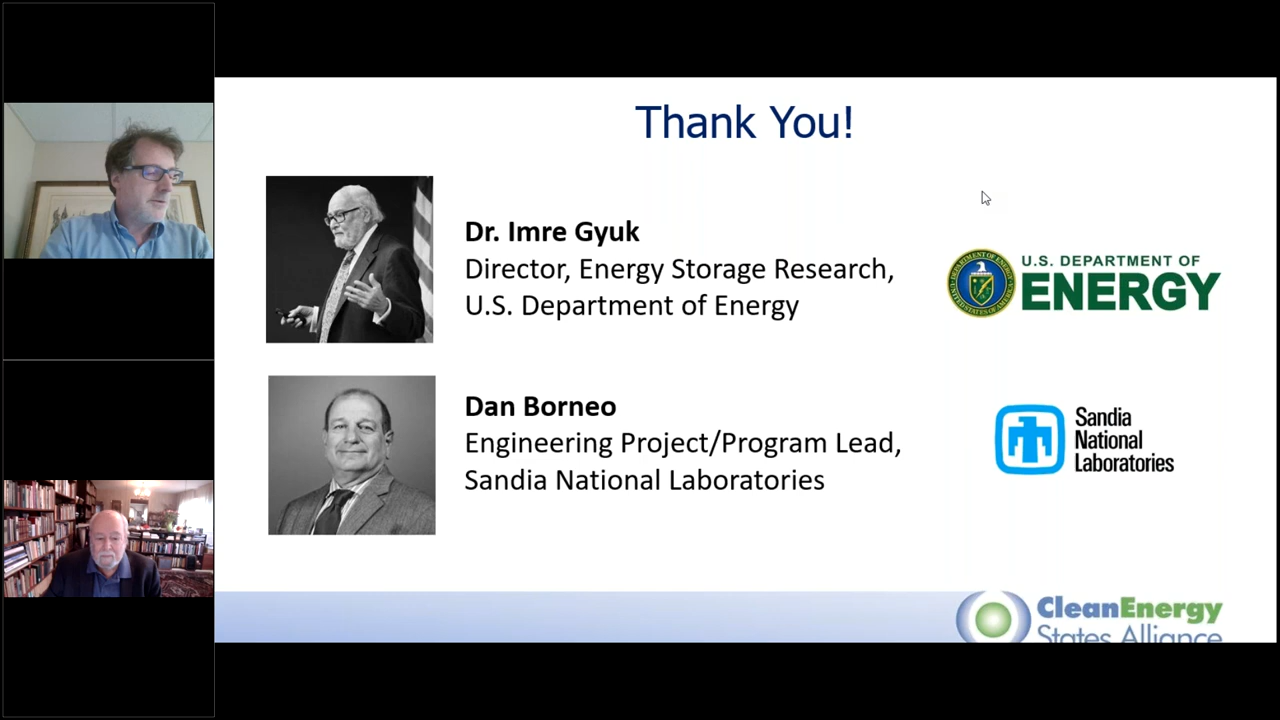 Thank You!
Dr. Imre Gyuk
Director, Energy Storage Research,
U.S. Department of Energy
U.S. DEPARTMENT OF
ENERGY
Dan Borneo
Engineering Project/Program Lead,
Sandia National Laboratories
Sandia
National
Laboratories
CleanEnergy
States Alliance